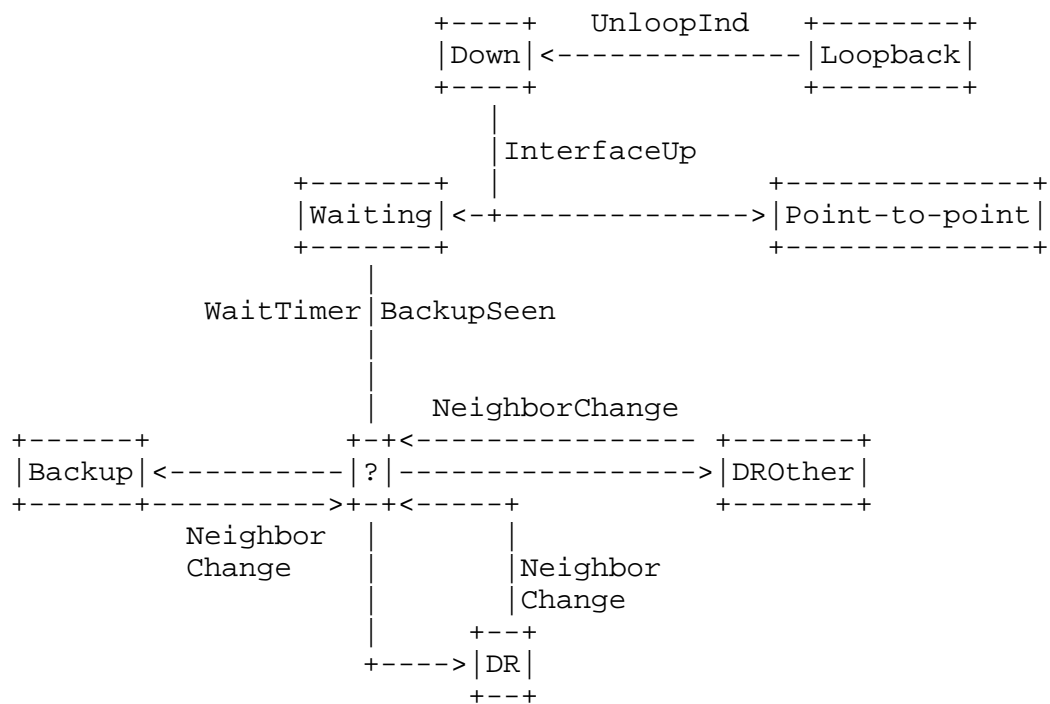 +----+   UnloopInd   +--------+
|Down|<--------------|Loopback|
+----+               +--------+
|
|InterfaceUp
+-------+  |               +--------------+
|Waiting|<-+-------------->|Point-to-point|
+-------+                  +--------------+
|
WaitTimer|BackupSeen
|
|
|   NeighborChange
+------+           +-+<---------------- +-------+
|Backup|<----------|?|----------------->|DROther|
+------+---------->+-+<-----+           +-------+
Neighbor  |       |
Change    |       |Neighbor
|       |Change
|     +--+
+---->|DR|
+--+